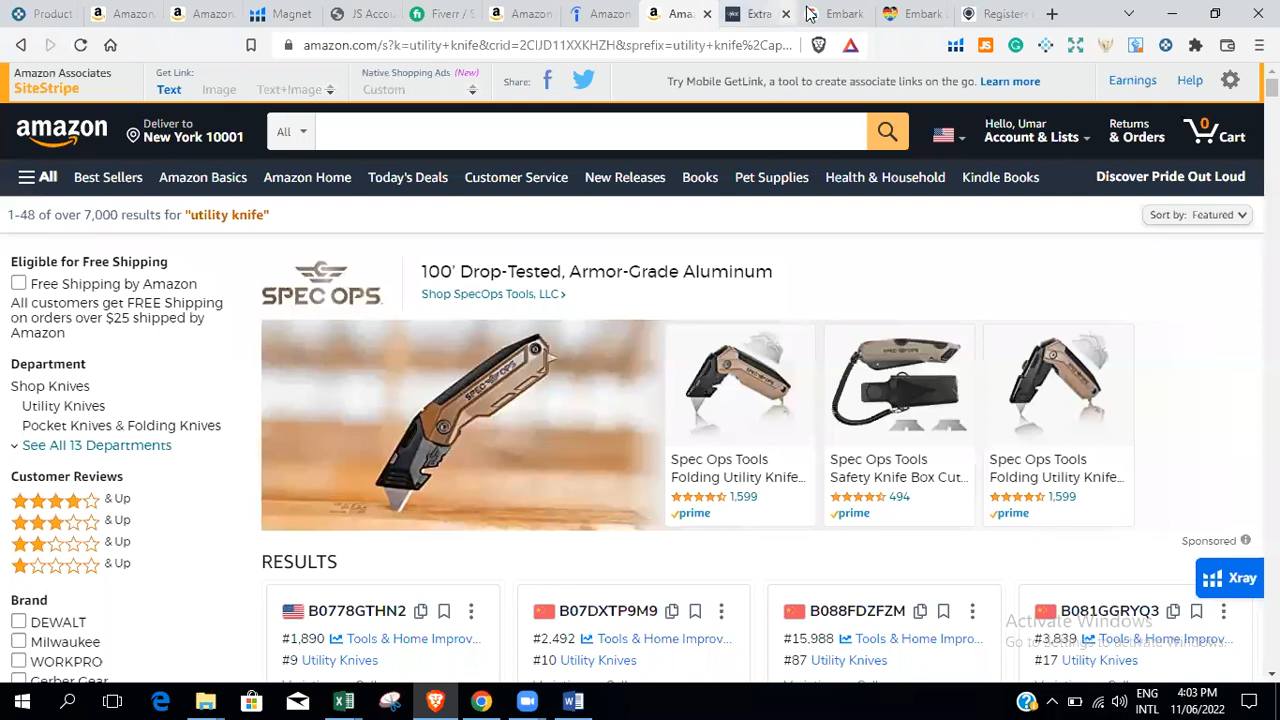 Product
Amazon
Amazon
Magnet
JS Acco
Fiverr / S
Amazon
Amazon
Ama
Extra
Embark
Embark
Register
amazon.com/s?k=utility+knife&crid=2CIJD11XXKHZH&sprefix=utility+knife%2Cap...
Amazon Associates
SiteStripe
Get Link:
Text
Image
Text+Image
Native Shopping Ads (New)
Custom
Share:
Try Mobile GetLink, a tool to create associate links on the go. Learn more
Earnings
Help
amazon
Deliver to
New York 10001
All
Hello, Umar
Account & Lists
Returns
& Orders
0
Cart
All
Best Sellers
Amazon Basics
Amazon Home
Today's Deals
Customer Service
New Releases
Books
Pet Supplies
Health & Household
Kindle Books
Discover Pride Out Loud
1-48 of over 7,000 results for "utility knife"
Sort by: Featured
Eligible for Free Shipping
Free Shipping by Amazon
All customers get FREE Shipping
on orders over $25 shipped by
Amazon
Department
Shop Knives
Utility Knives
Pocket Knives & Folding Knives
See All 13 Departments
Customer Reviews
& Up
& Up
& Up
& Up
Brand
DEWALT
Milwaukee
WORKPRO
Gerber Gear
SPEC OPS
100' Drop-Tested, Armor-Grade Aluminum
Shop SpecOps Tools, LLC
SPEC OPS
Spec Ops Tools
Folding Utility Knife...
1,599
prime
Spec Ops Tools
Safety Knife Box Cut...
494
prime
Spec Ops Tools
Folding Utility Knife...
1,599
prime
Sponsored
RESULTS
Xray
B0778GTHN2
#1,890 Tools & Home Improv...
#9 Utility Knives
B07DXTP9M9
#2,492 Tools & Home Improv...
#10 Utility Knives
B088FDZFZM
#15,988 Tools & Home Impro...
#87 Utility Knives
B081GGRYQ3
#3,839 Tools & Home Improv...
#17 Utility Knives
Activate Windows
Go to Settings to activate Windows.
ENG
INTL
4:03 PM
11/06/2022